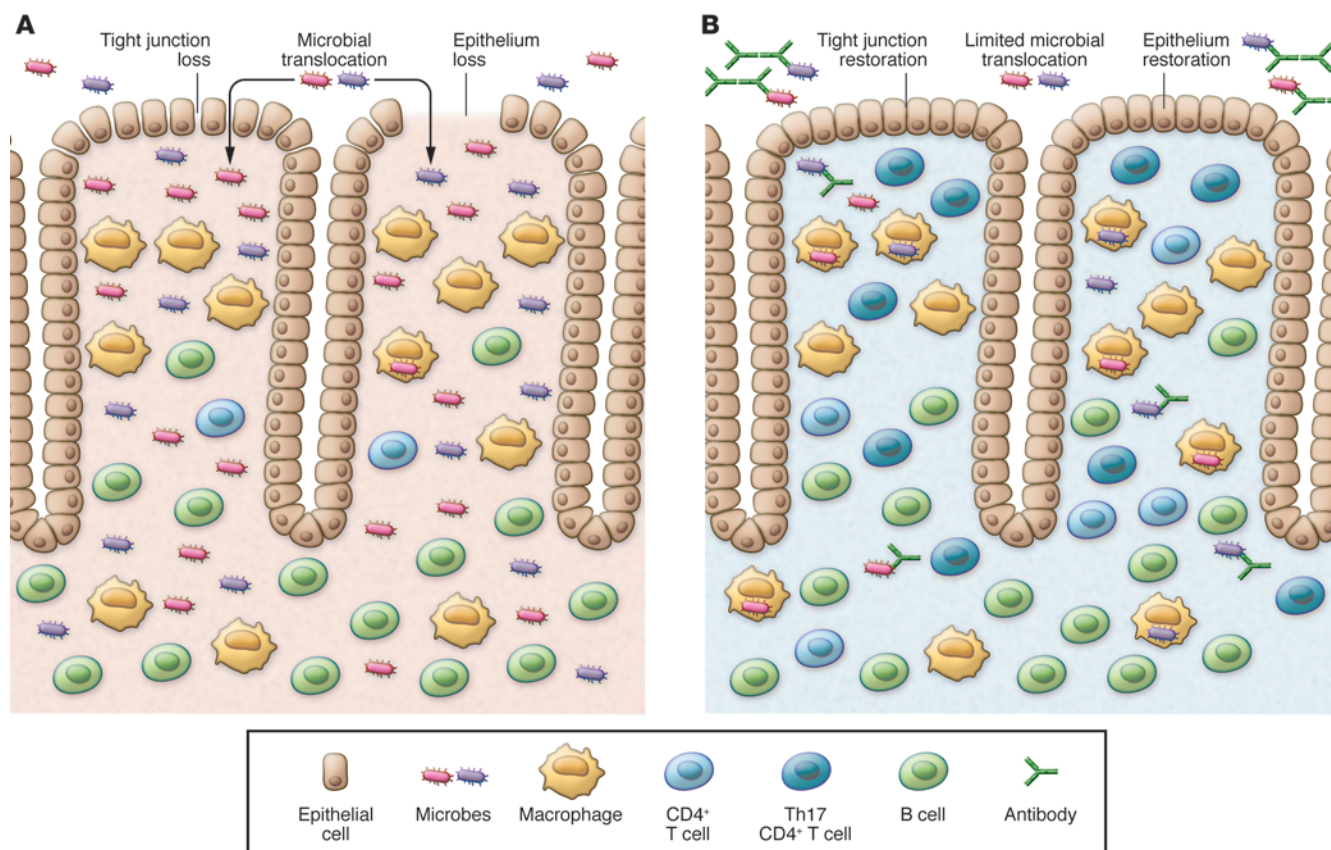 A
Tight junction
loss
Microbial
translocation
Epithelium
loss
B
Tight junction
restoration
Limited microbial
translocation
Epithelium
restoration
Epithelial
cell
Microbes
Macrophage
CD4⁺
T cell
Th17
CD4⁺ T cell
B cell
Antibody